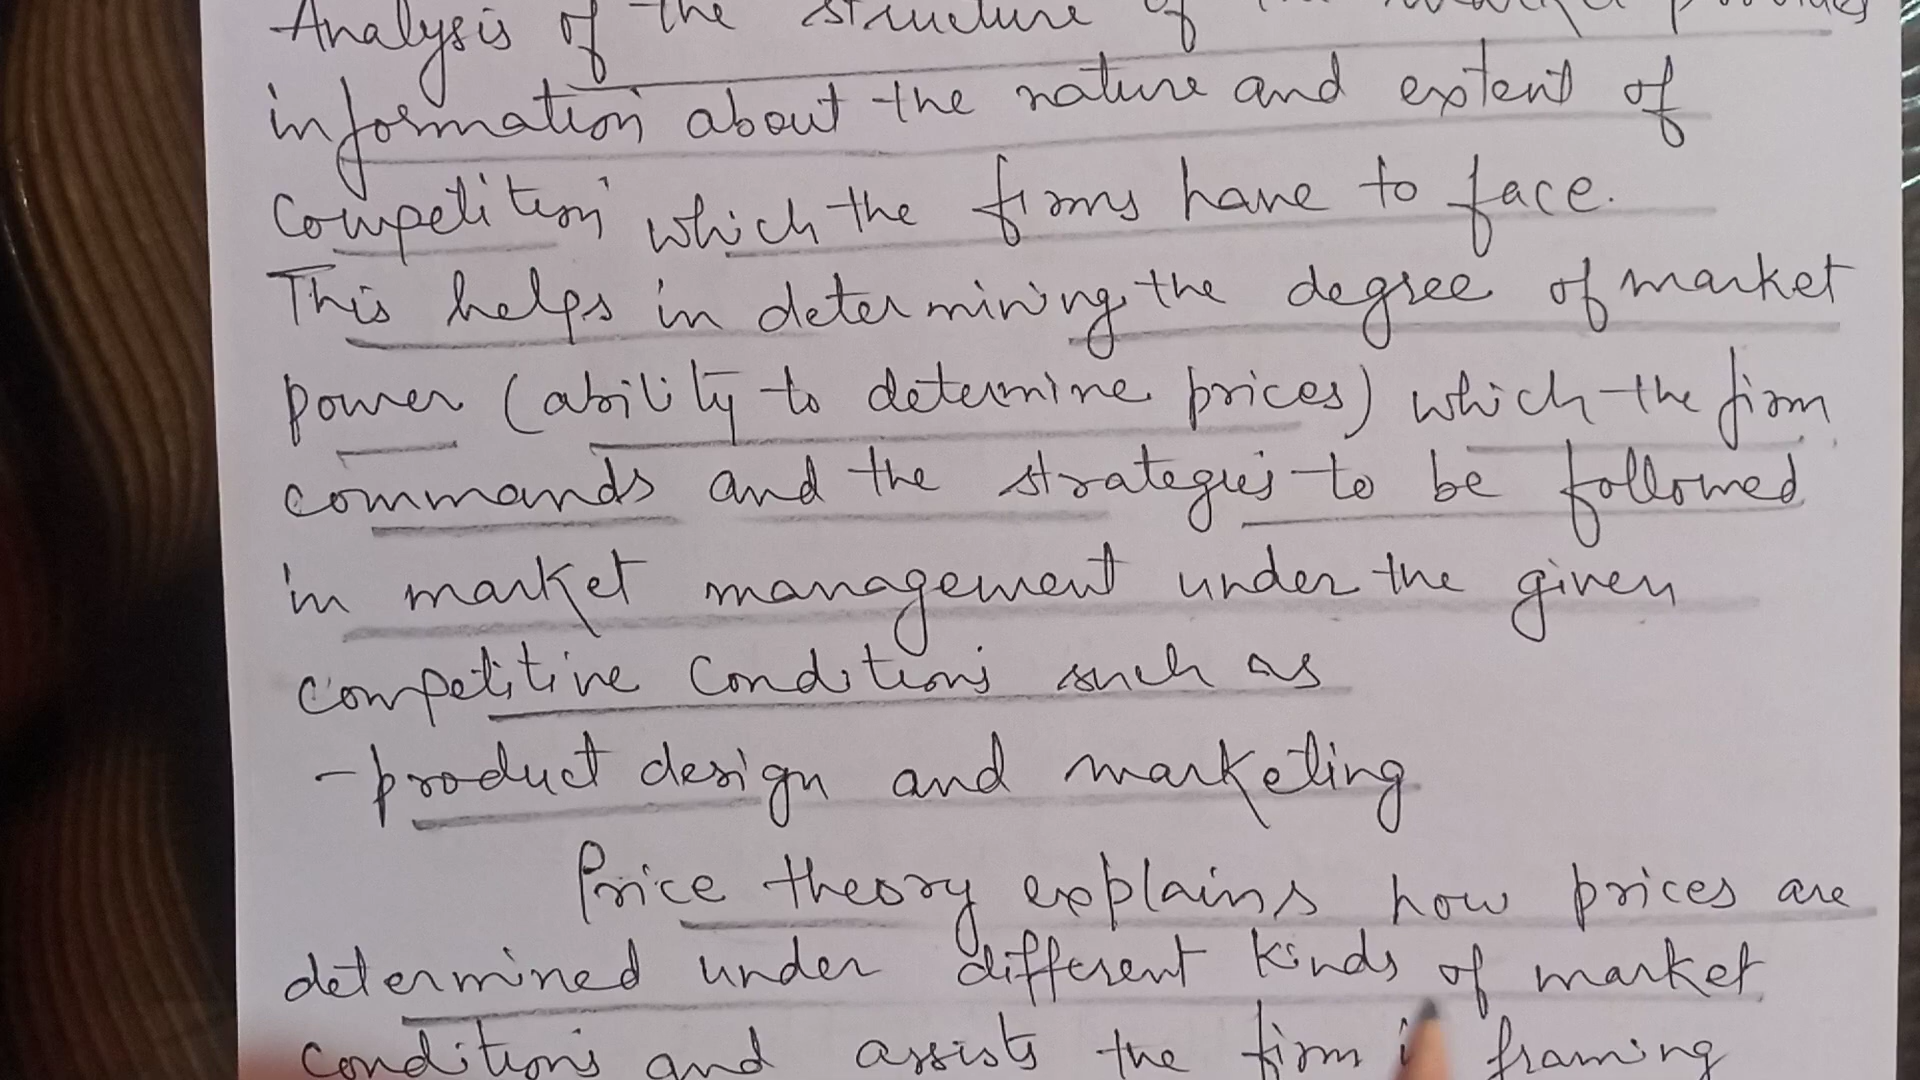 Analysis of the structure of the market provides
information about the nature and extent of
Competition which the firms have to face.
This helps in determining the degree of market
power (ability to determine prices) which the firm
commands and the strategies to be followed
in market management under the given
competitive Conditions such as
- product design and marketing
Price theory explains how prices are
determined under different kinds of market
conditions and assists the firm framing